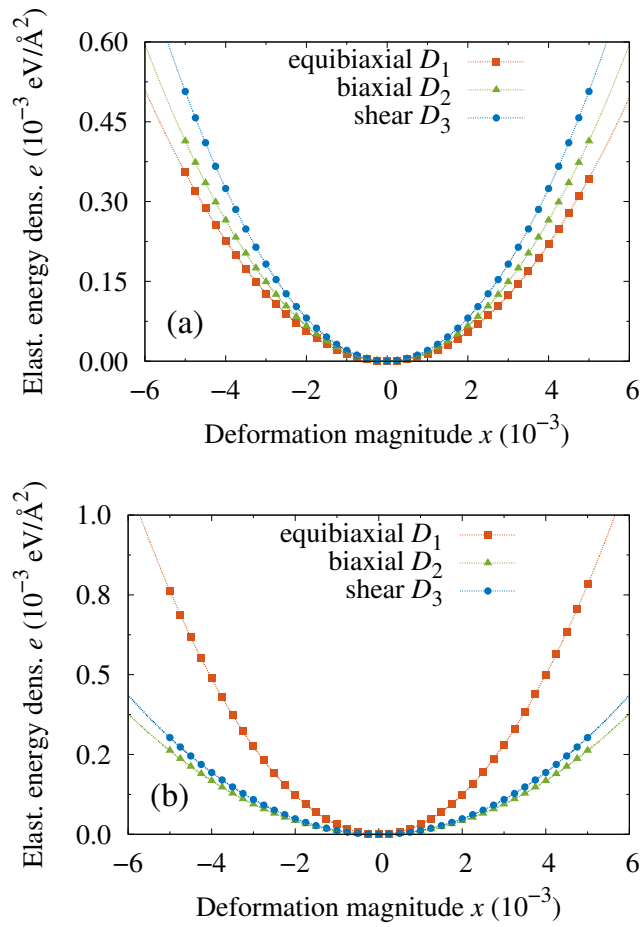 0.60
0.45
0.30
0.15
0.00
Elast. energy dens. e (10⁻³ eV/Å²)
equibiaxial D₁
biaxial D₂
shear D₃
(a)
−6 −4 −2 0 2 4 6
Deformation magnitude x (10⁻³)
1.0
0.8
0.5
0.2
0.0
Elast. energy dens. e (10⁻³ eV/Å²)
equibiaxial D₁
biaxial D₂
shear D₃
(b)
−6 −4 −2 0 2 4 6
Deformation magnitude x (10⁻³)